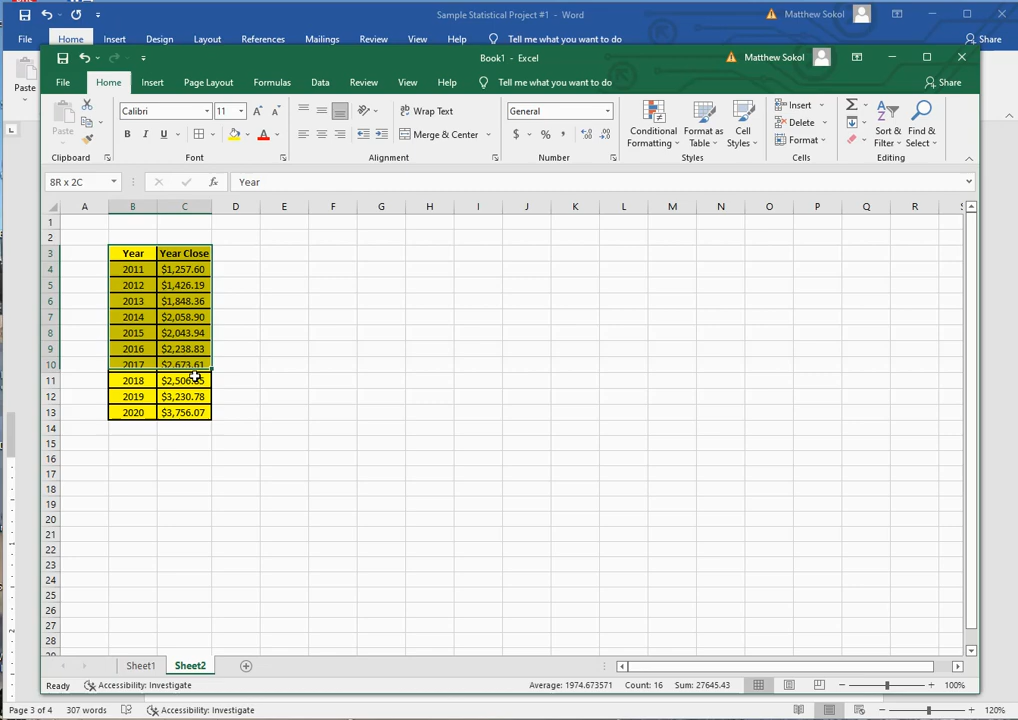 Sample Statistical Project #1 - Word
Matthew Sokol
File Home Insert Design Layout References Mailings Review View Help Tell me what you want to do Share
Paste
Book1 - Excel
Matthew Sokol
File Home Insert Page Layout Formulas Data Review View Help Tell me what you want to do Share
Paste
Clipboard
Calibri 11
B I U A
Font
Wrap Text
Merge & Center
Alignment
General
$ % ,
Number
Conditional Formatting
Format as Table
Cell Styles
Styles
Insert
Delete
Format
Cells
Sort & Filter
Find & Select
Editing
8R x 2C fx Year
A B C D E F G H I J K L M N O P Q R S
1
2
3 Year Year Close
4 2011 $1,257.60
5 2012 $1,426.19
6 2013 $1,848.36
7 2014 $2,058.90
8 2015 $2,043.94
9 2016 $2,238.83
10 2017 $2,673.61
11 2018 $2,506.85
12 2019 $3,230.78
13 2020 $3,756.07
14
15
16
17
18
19
20
21
22
23
24
25
26
27
28
Sheet1 Sheet2
Ready Accessibility: Investigate Average: 1974.673571 Count: 16 Sum: 27645.43 100%
Page 3 of 4 307 words Accessibility: Investigate 120%